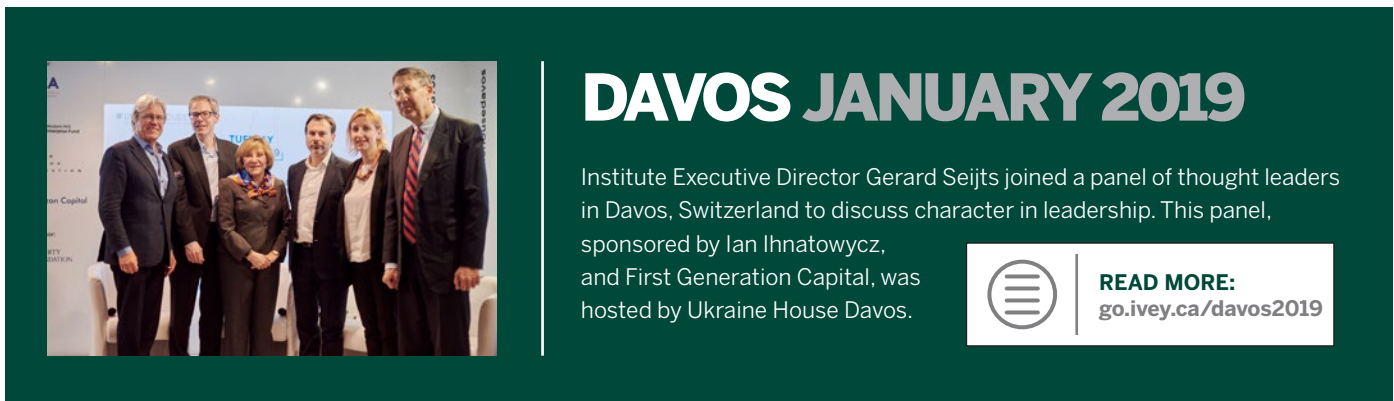 DAVOS JANUARY 2019
Institute Executive Director Gerard Seijts joined a panel of thought leaders
in Davos, Switzerland to discuss character in leadership. This panel,
sponsored by Ian Ihnatowycz,
and First Generation Capital, was
hosted by Ukraine House Davos.
READ MORE:
go.ivey.ca/davos2019